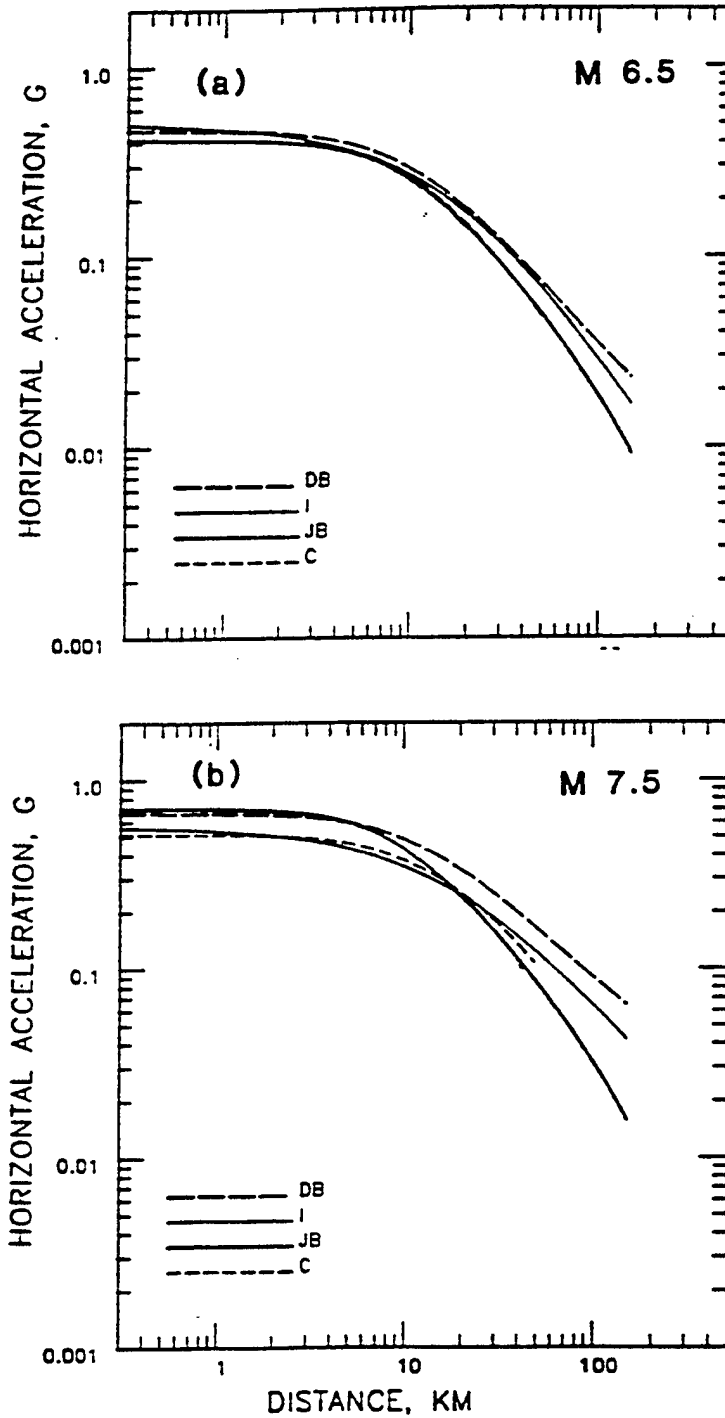 (a)
M 6.5
HORIZONTAL ACCELERATION, G
1.0
0.1
0.01
0.001
DB
I
JB
C
(b)
M 7.5
HORIZONTAL ACCELERATION, G
1.0
0.1
0.01
0.001
DB
I
JB
C
1
10
100
DISTANCE, KM